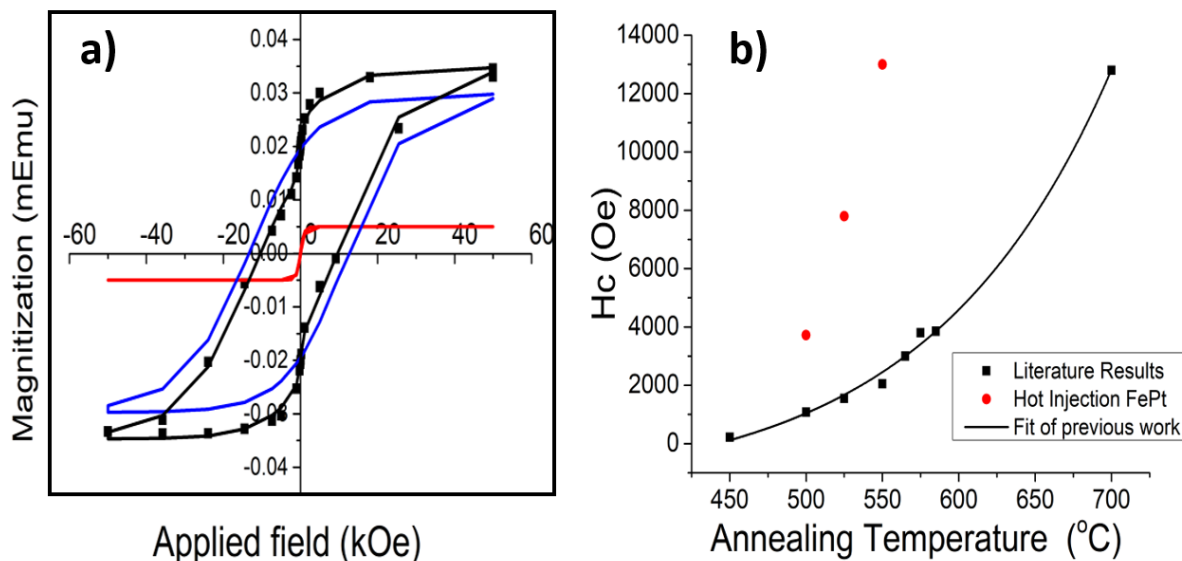 a)
Magnitization (mEmu)
0.04
0.03
0.02
0.01
-60 -40 -20 0 20 40 60
0.00
-0.01
-0.02
-0.03
-0.04
Applied field (kOe)
b)
Hc (Oe)
14000
12000
10000
8000
6000
4000
2000
0
Literature Results
Hot Injection FePt
Fit of previous work
450 500 550 600 650 700
Annealing Temperature (°C)